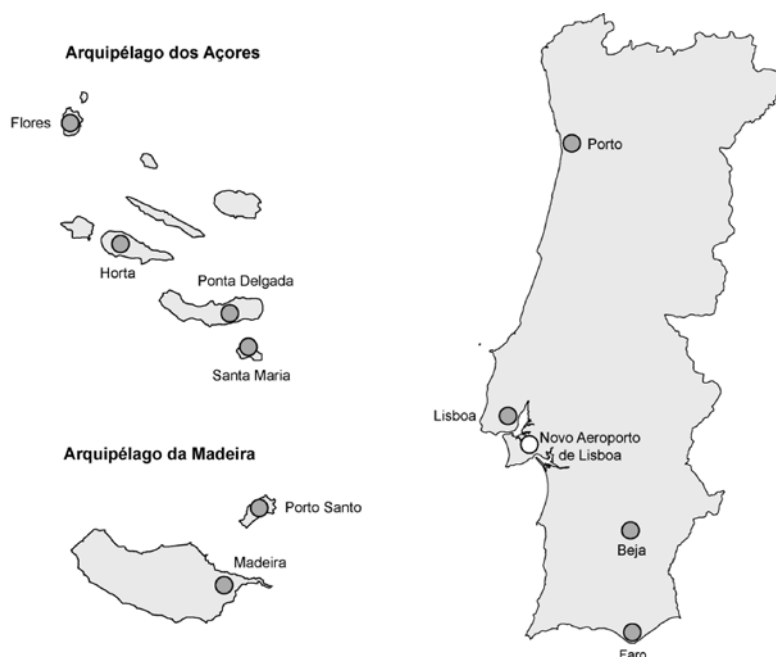 Arquipélago dos Açores
Flores
Horta
Ponta Delgada
Santa Maria
Arquipélago da Madeira
Porto Santo
Madeira
Porto
Lisboa
Novo Aeroporto
de Lisboa
Beja
Faro